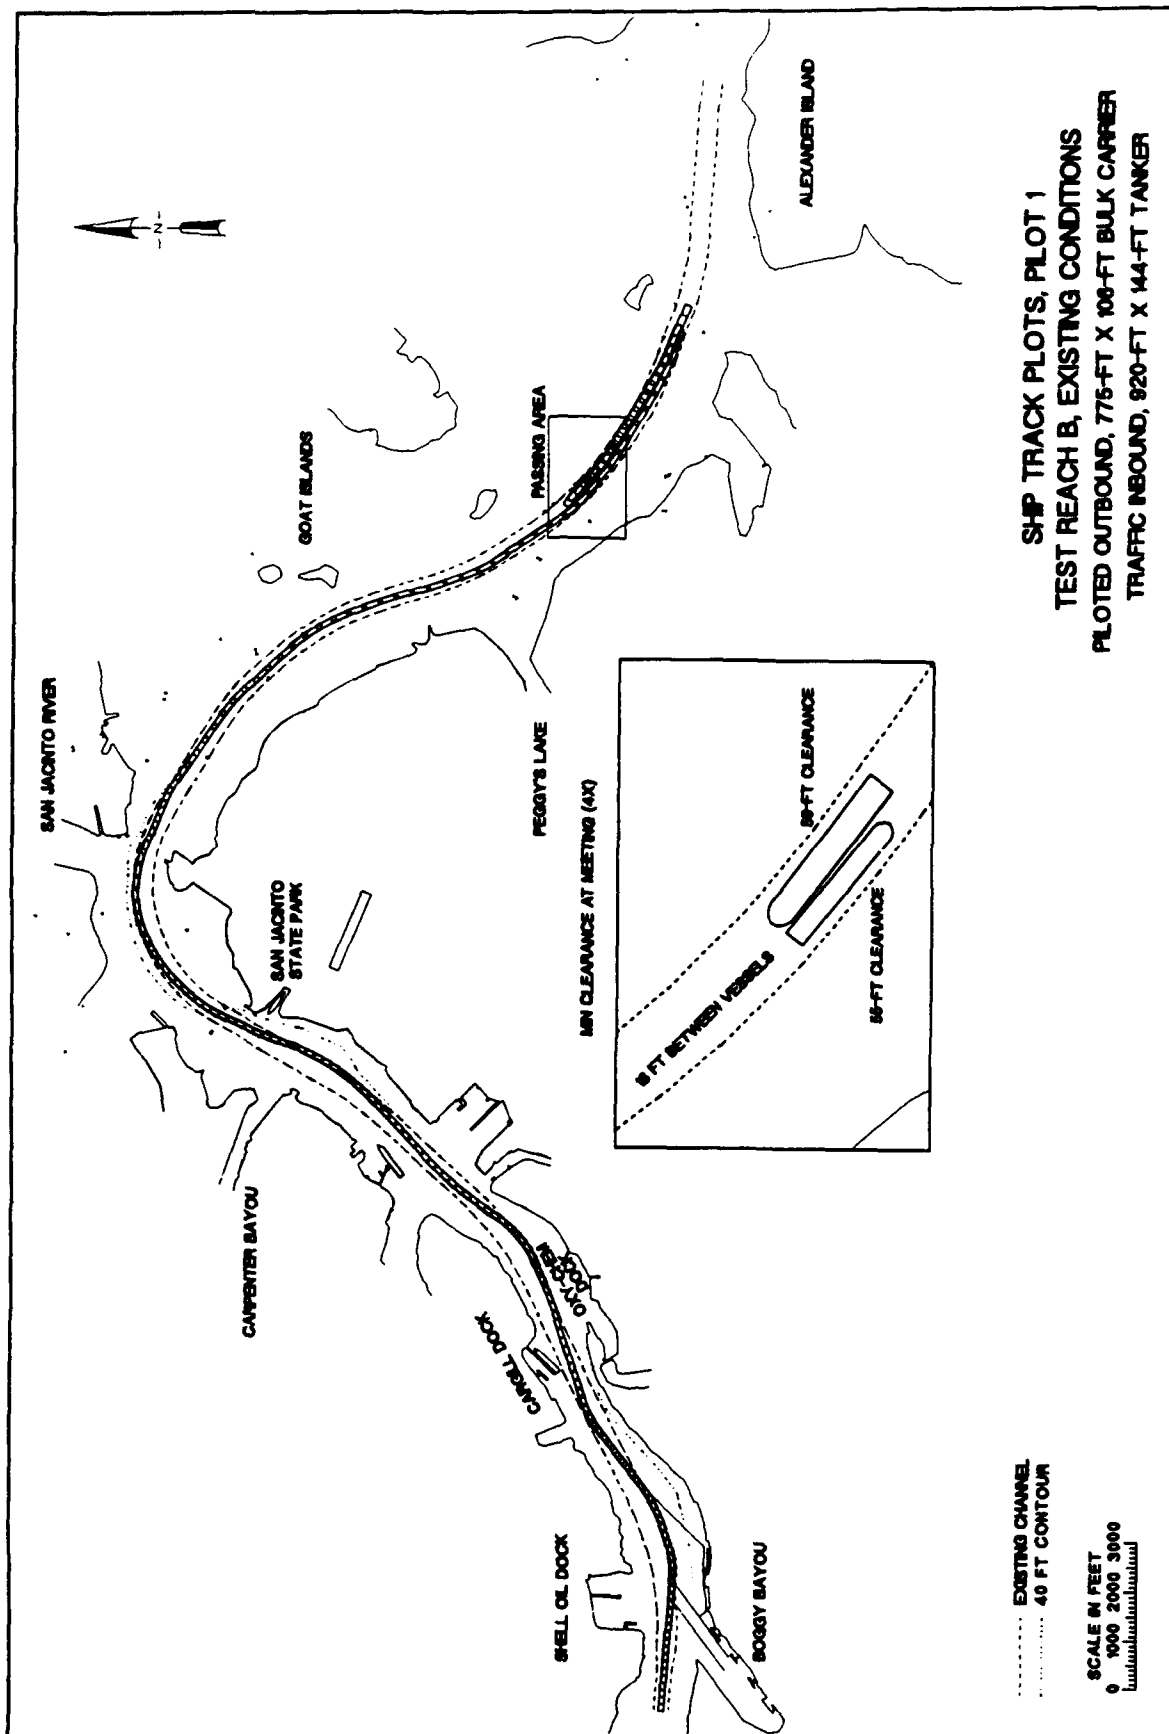 SAN JACINTO RIVER
GOAT ISLANDS
ALEXANDER ISLAND
-N-
PASSING AREA
SAN JACINTO
STATE PARK
PEGGY'S LAKE
CARPENTER BAYOU
CARGILL DOCK
OXY-CHEM
DOCK
SHELL OIL DOCK
BOGGY BAYOU
MIN CLEARANCE AT MEETING (4X)
FT BETWEEN VESSELS
CLEARANCE
CLEARANCE
SHIP TRACK PLOTS, PILOT 1
TEST REACH B, EXISTING CONDITIONS
PILOTED OUTBOUND, 775-FT X 106-FT BULK CARRIER
TRAFFIC INBOUND, 920-FT X 144-FT TANKER
EXISTING CHANNEL
40 FT CONTOUR
SCALE IN FEET
0 1000 2000 3000